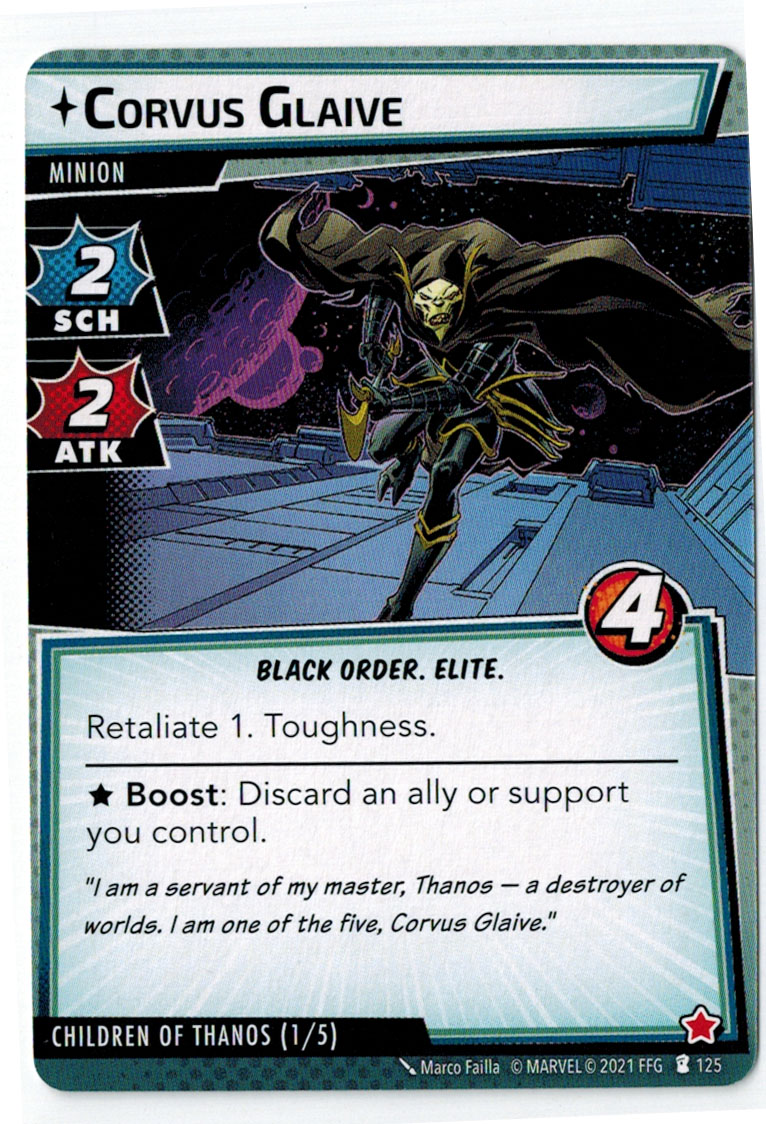 CORVUS GLAIVE
MINION
2
SCH
2
ATK
4
BLACK ORDER. ELITE.
Retaliate 1. Toughness.
★ Boost: Discard an ally or support
you control.
"I am a servant of my master, Thanos — a destroyer of
worlds. I am one of the five, Corvus Glaive."
CHILDREN OF THANOS (1/5)
Marco Failla © MARVEL © 2021 FFG 125